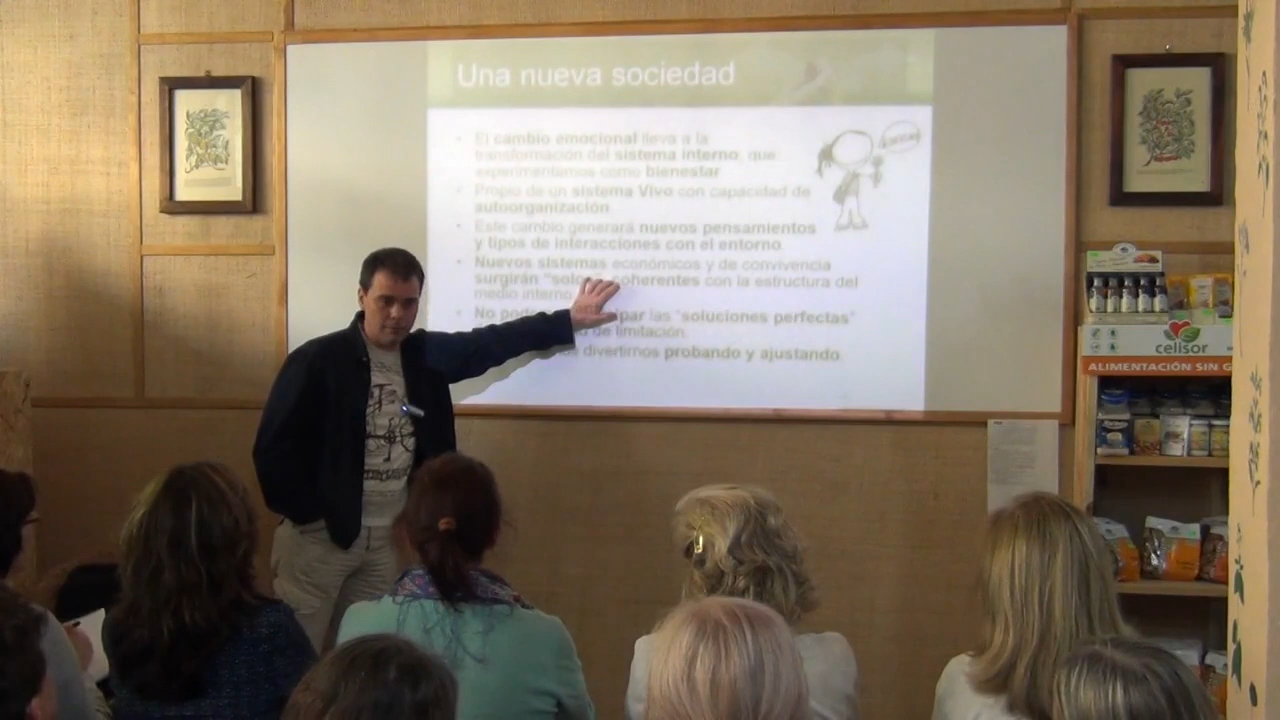 Una nueva sociedad
El cambio emocional lleva a la
transformación del sistema interno, que
experimentamos como bienestar
Propio de un sistema Vivo con capacidad de
autoorganización
Este cambio generará nuevos pensamientos
y tipos de interacciones con el entorno.
Nuevos sistemas económicos y de convivencia
surgirán coherentes con la estructura del
medio interno
No las "soluciones perfectas"
de limitación.
divertirnos probando y ajustando
celisor
ALIMENTACIÓN SIN G